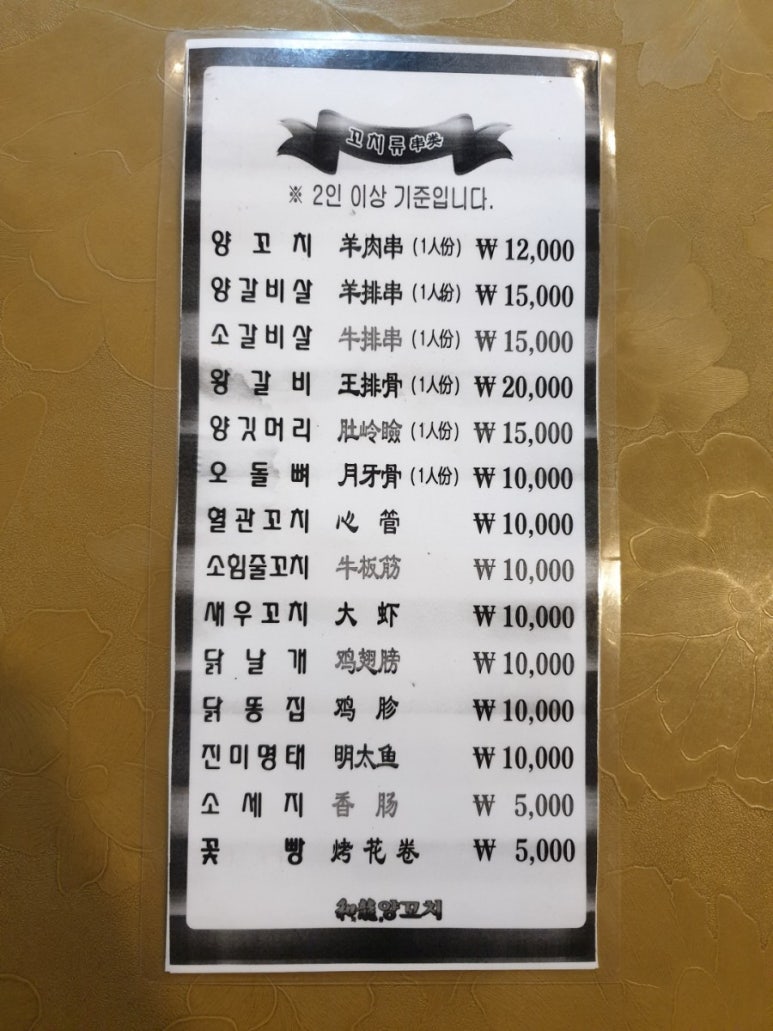 꼬치류 串类
※ 2인 이상 기준입니다.
양꼬치 羊肉串 (1人份) ₩ 12,000
양갈비살 羊排串 (1人份) ₩ 15,000
소갈비살 牛排串 (1人份) ₩ 15,000
왕갈비 王排骨 (1人份) ₩ 20,000
양깃머리 肚岭瞼 (1人份) ₩ 15,000
오돌뼈 月牙骨 (1人份) ₩ 10,000
혈관꼬치 心管 ₩ 10,000
소힘줄꼬치 牛板筋 ₩ 10,000
새우꼬치 大虾 ₩ 10,000
닭날개 鸡翅膀 ₩ 10,000
닭똥집 鸡胗 ₩ 10,000
진미명태 明太鱼 ₩ 10,000
소세지 香肠 ₩ 5,000
꽃빵 烤花卷 ₩ 5,000
和龍양꼬치